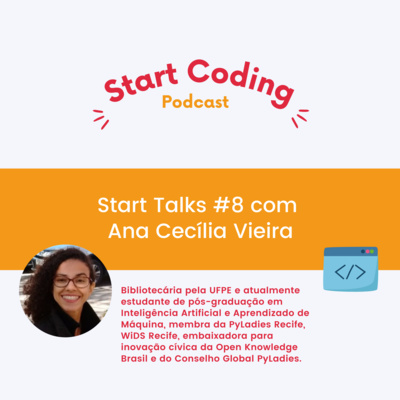 Start Coding
Podcast
Start Talks #8 com
Ana Cecília Vieira
</>
Bibliotecária pela UFPE e atualmente
estudante de pós-graduação em
Inteligência Artificial e Aprendizado de
Máquina, membra da PyLadies Recife,
WiDS Recife, embaixadora para
inovação cívica da Open Knowledge
Brasil e do Conselho Global PyLadies.